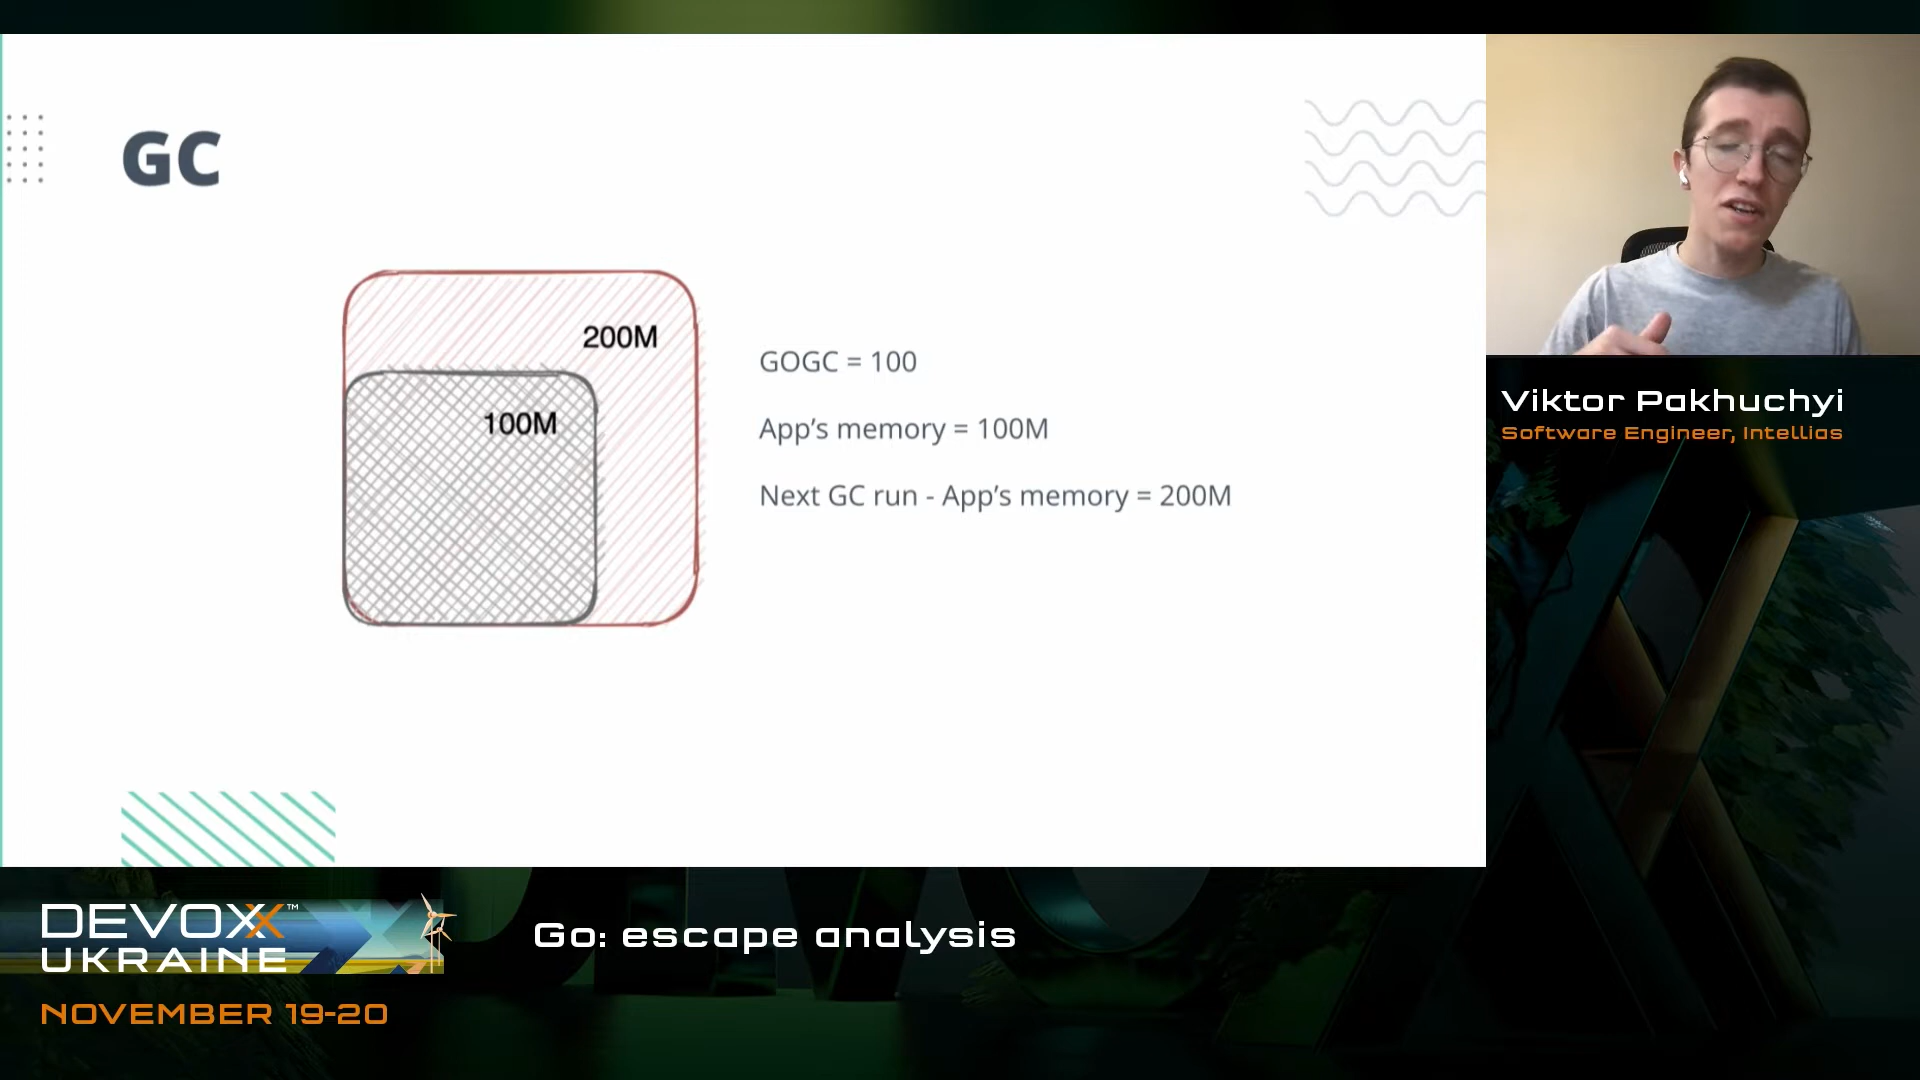 GC
200M
100M
GOGC = 100
App’s memory = 100M
Next GC run - App’s memory = 200M
Viktor Pakhuchyi
Software Engineer, Intellias
DEVOXX™
UKRAINE
NOVEMBER 19-20
Go: escape analysis